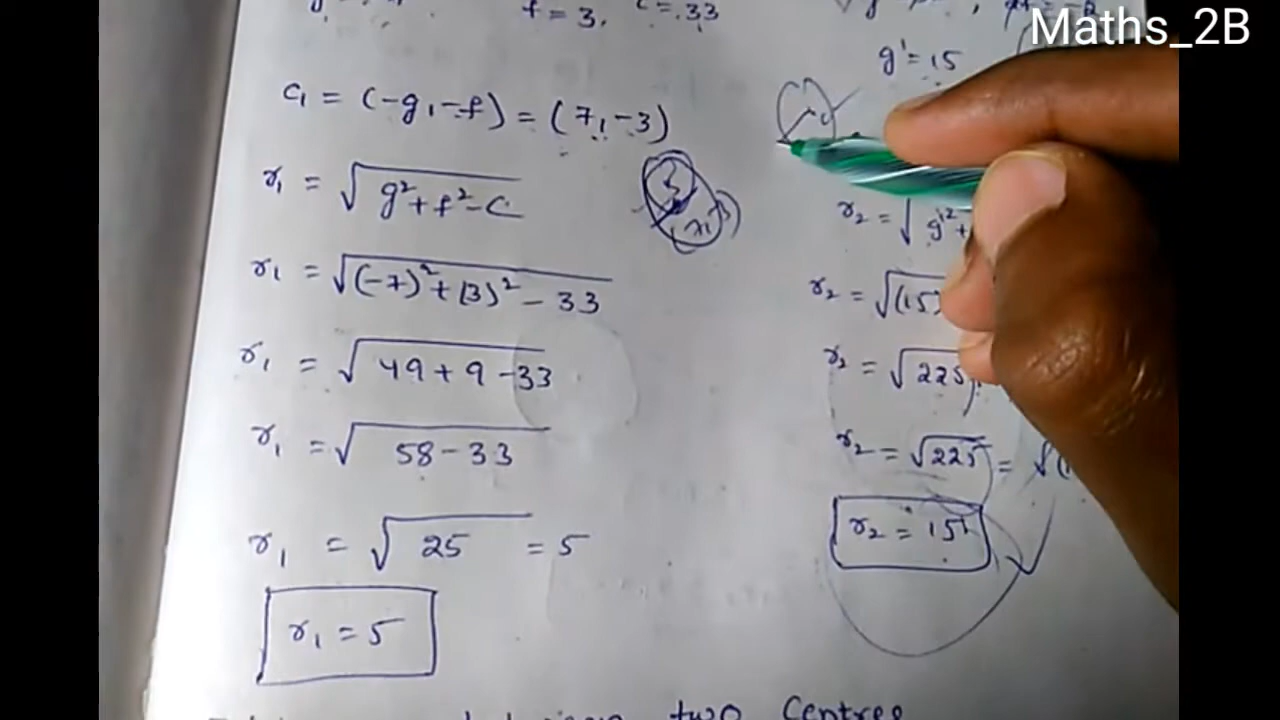 Maths_2B
f = 3, c = 33
g' = 15
C₁ = (-g, -f) = (7, -3)
r₁ = √g² + f² - c
r₂ = √g'² +
r₁ = √(-7)² + (3)² - 33
r₂ = √(15)
r₁ = √49 + 9 - 33
r₂ = √225
r₁ = √58 - 33
r₂ = √225 = √(
r₁ = √25 = 5
r₂ = 15
r₁ = 5
two Centres